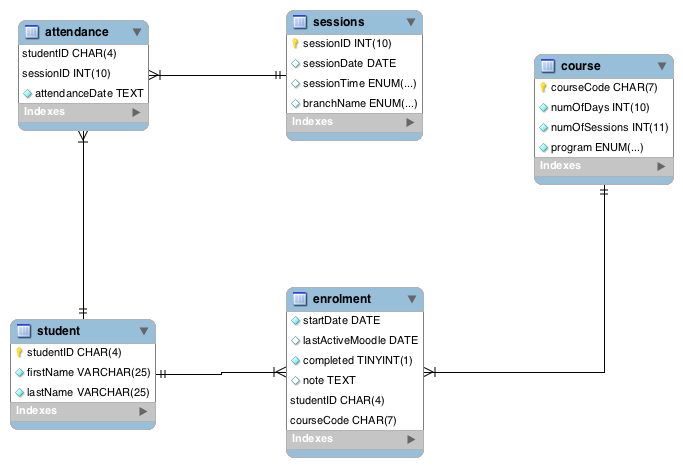 attendance
studentID CHAR(4)
sessionID INT(10)
attendanceDate TEXT
Indexes
sessions
sessionID INT(10)
sessionDate DATE
sessionTime ENUM(...)
branchName ENUM(...)
Indexes
course
courseCode CHAR(7)
numOfDays INT(10)
numOfSessions INT(11)
program ENUM(...)
Indexes
student
studentID CHAR(4)
firstName VARCHAR(25)
lastName VARCHAR(25)
Indexes
enrolment
startDate DATE
lastActiveMoodle DATE
completed TINYINT(1)
note TEXT
studentID CHAR(4)
courseCode CHAR(7)
Indexes